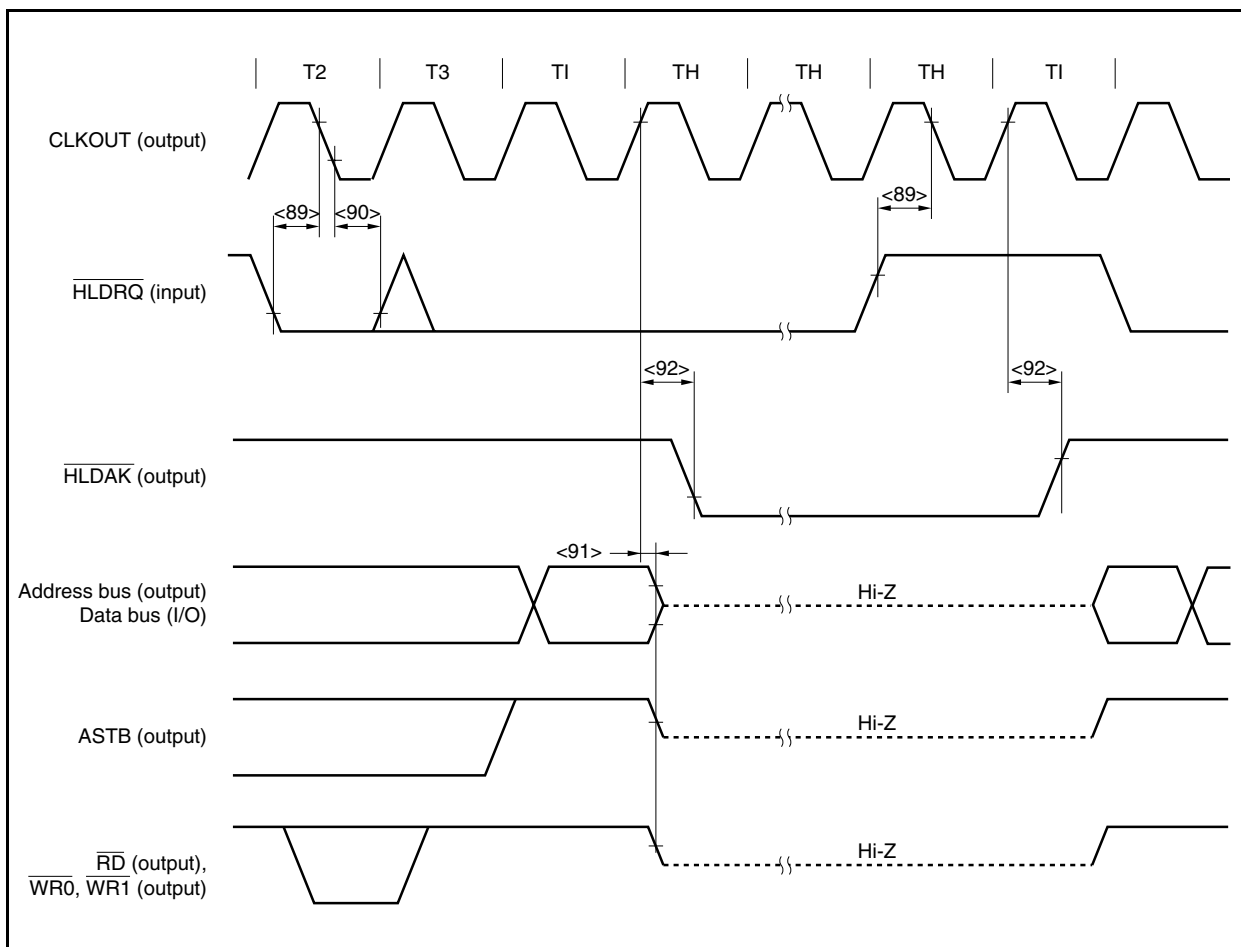 T2 T3 TI TH TH TH TI
CLKOUT (output)
<89> <90> <89>
HLDRQ (input)
<92> <92>
HLDAK (output)
<91>
Address bus (output)
Data bus (I/O)
Hi-Z
ASTB (output)
Hi-Z
RD (output),
WR0, WR1 (output)
Hi-Z